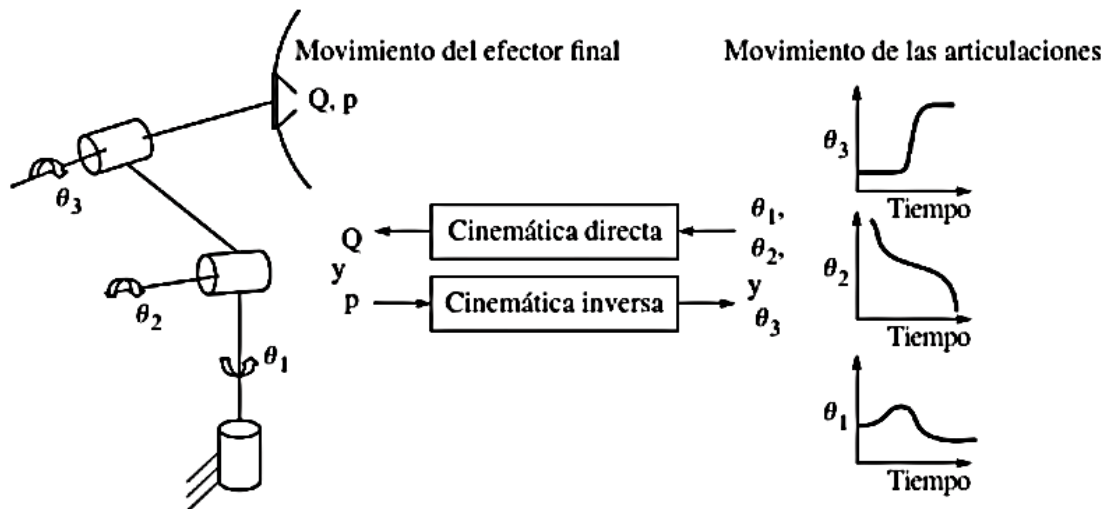 Movimiento del efector final
Movimiento de las articulaciones
Q, p
θ3
θ3
Tiempo
Q
y
p
Cinemática directa
Cinemática inversa
θ1,
θ2,
y
θ3
θ2
θ2
Tiempo
θ1
θ1
Tiempo